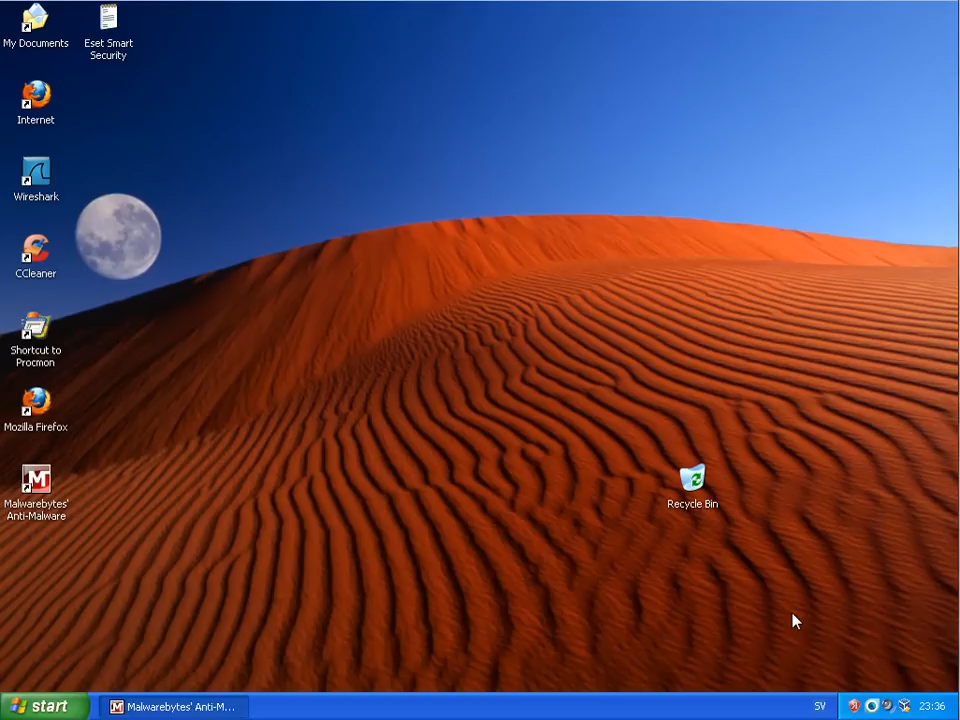 My Documents
Eset Smart
Security
Internet
Wireshark
CCleaner
Shortcut to
Procmon
Mozilla Firefox
Malwarebytes'
Anti-Malware
Recycle Bin
start
Malwarebytes' Anti-M...
SV
23:36